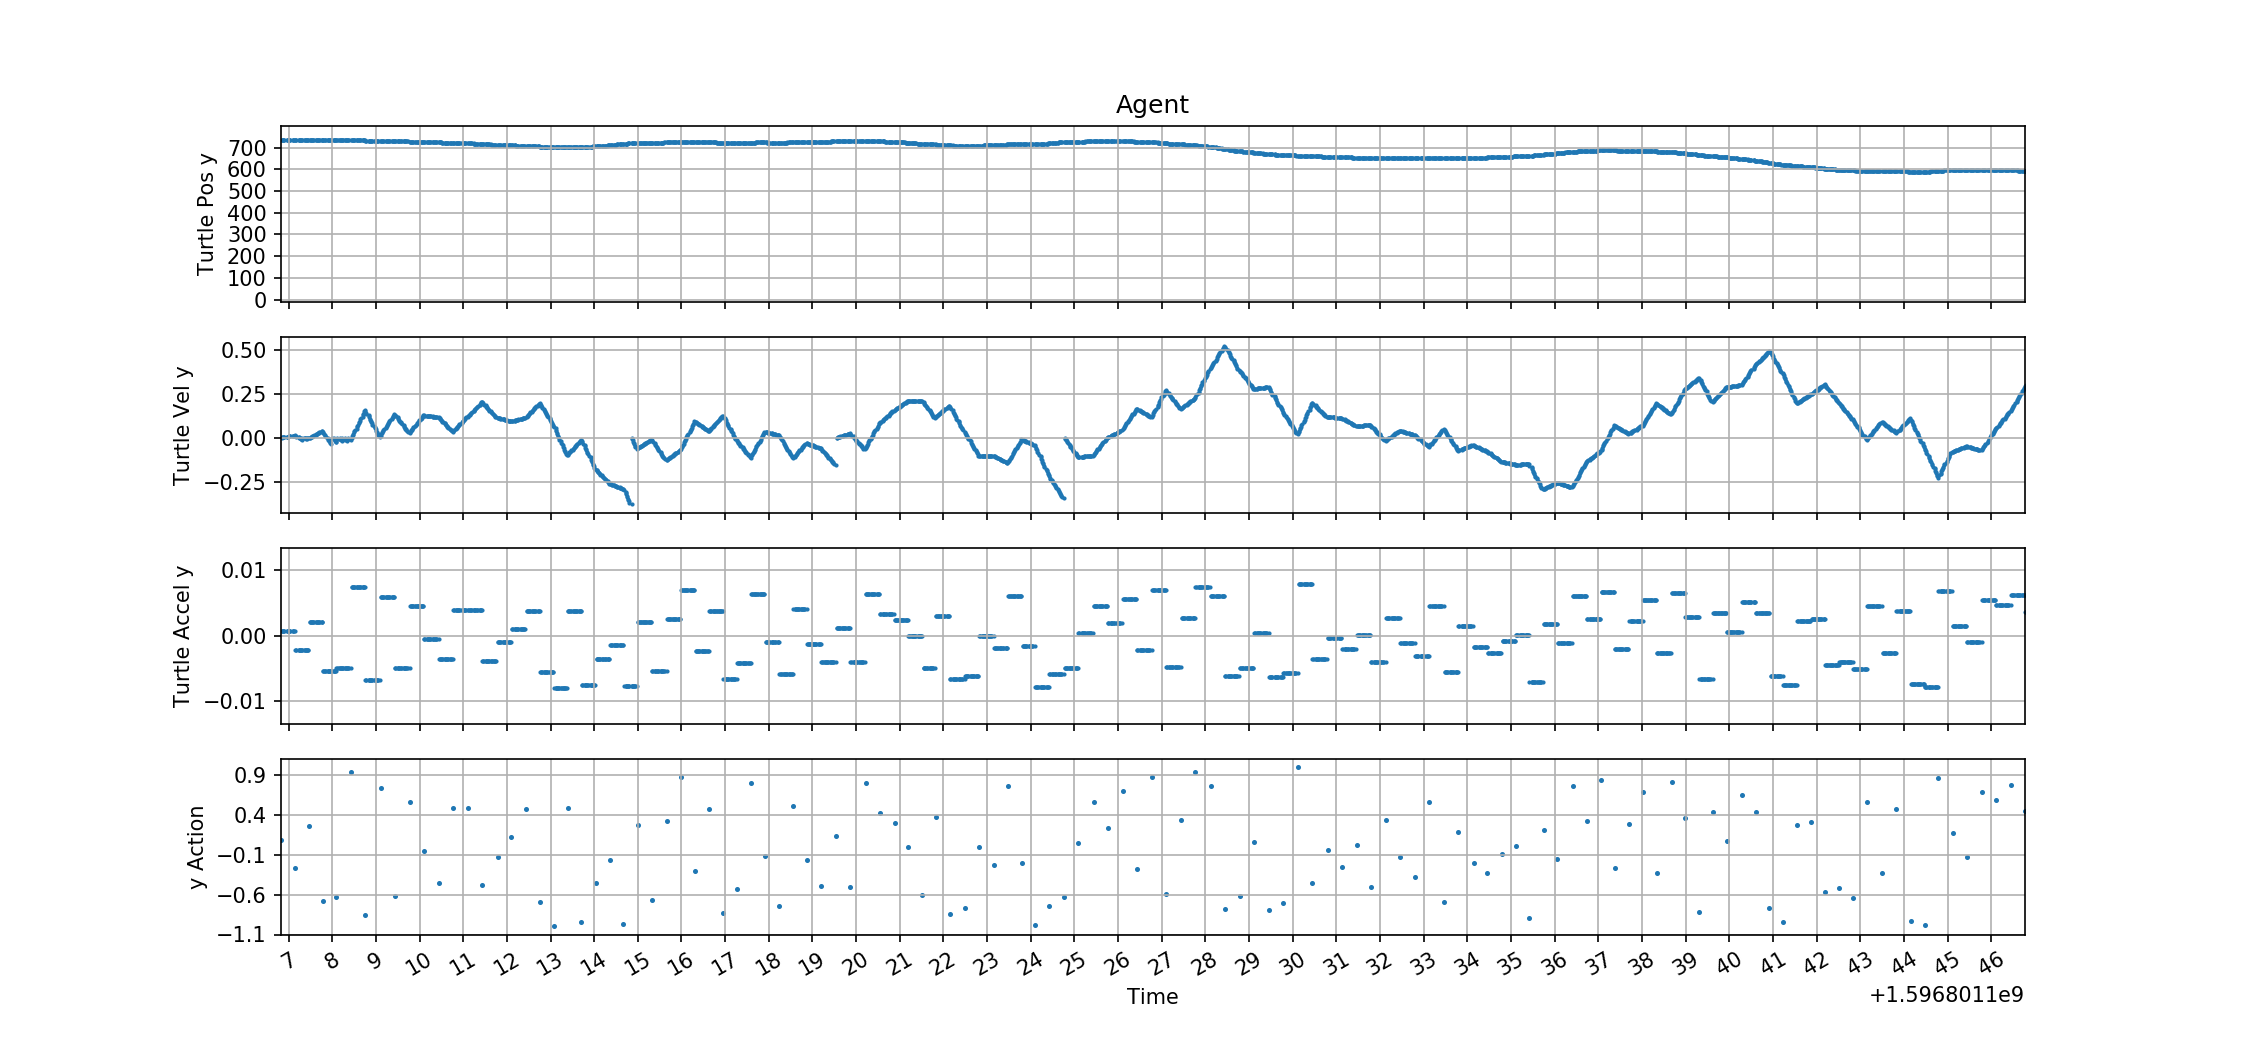 Agent
Turtle Pos y
700
600
500
400
300
200
100
0
Turtle Vel y
0.50
0.25
0.00
−0.25
Turtle Accel y
0.01
0.00
−0.01
y Action
0.9
0.4
−0.1
−0.6
−1.1
7 8 9 10 11 12 13 14 15 16 17 18 19 20 21 22 23 24 25 26 27 28 29 30 31 32 33 34 35 36 37 38 39 40 41 42 43 44 45 46
Time
+1.5968011e9